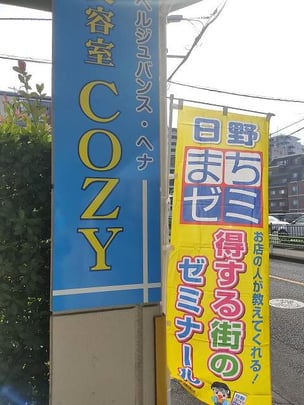 ベルジュバンス・ヘナ
容室 COZY
日野
まちゼミ
お店の人が教えてくれる!
得する街の
ゼミナール